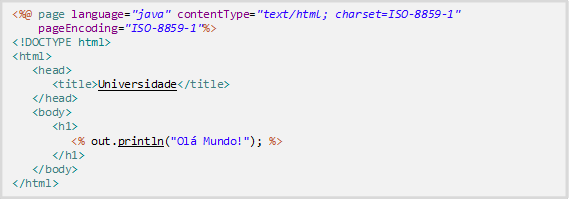 <%@ page language="java" contentType="text/html; charset=ISO-8859-1"
    pageEncoding="ISO-8859-1"%>
<!DOCTYPE html>
<html>
   <head>
      <title>Universidade</title>
   </head>
   <body>
      <h1>
         <% out.println("Olá Mundo!"); %>
      </h1>
   </body>
</html>